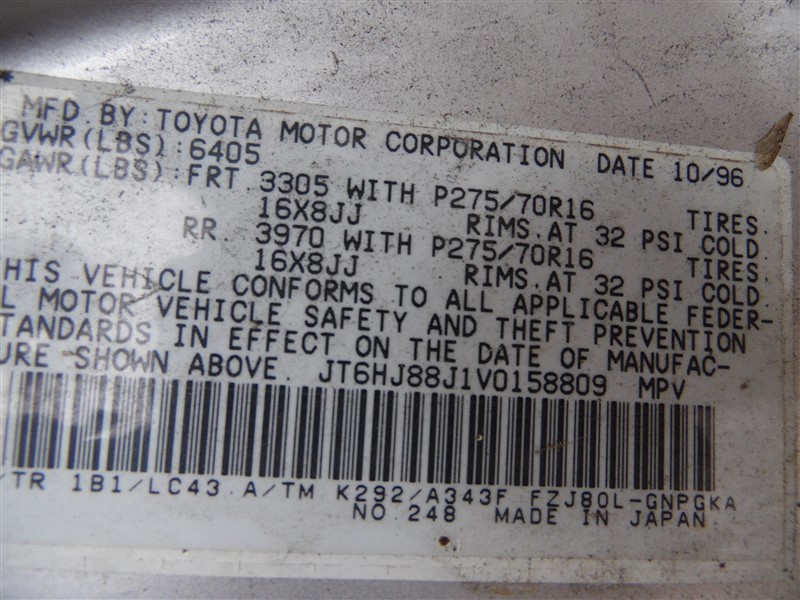 MFD. BY: TOYOTA MOTOR CORPORATION DATE 10/96
GVWR(LBS):6405
GAWR(LBS):FRT. 3305 WITH P275/70R16 TIRES.
16X8JJ RIMS.AT 32 PSI COLD.
RR. 3970 WITH P275/70R16 TIRES.
16X8JJ RIMS.AT 32 PSI COLD.
HIS VEHICLE CONFORMS TO ALL APPLICABLE FEDER-
L MOTOR VEHICLE SAFETY AND THEFT PREVENTION
TANDARDS IN EFFECT ON THE DATE OF MANUFAC-
URE SHOWN ABOVE. JT6HJ88J1V0158809 MPV
/TR 1B1/LC43 A/TM K292/A343F FZJ80L-GNPGKA
NO.248 MADE IN JAPAN.